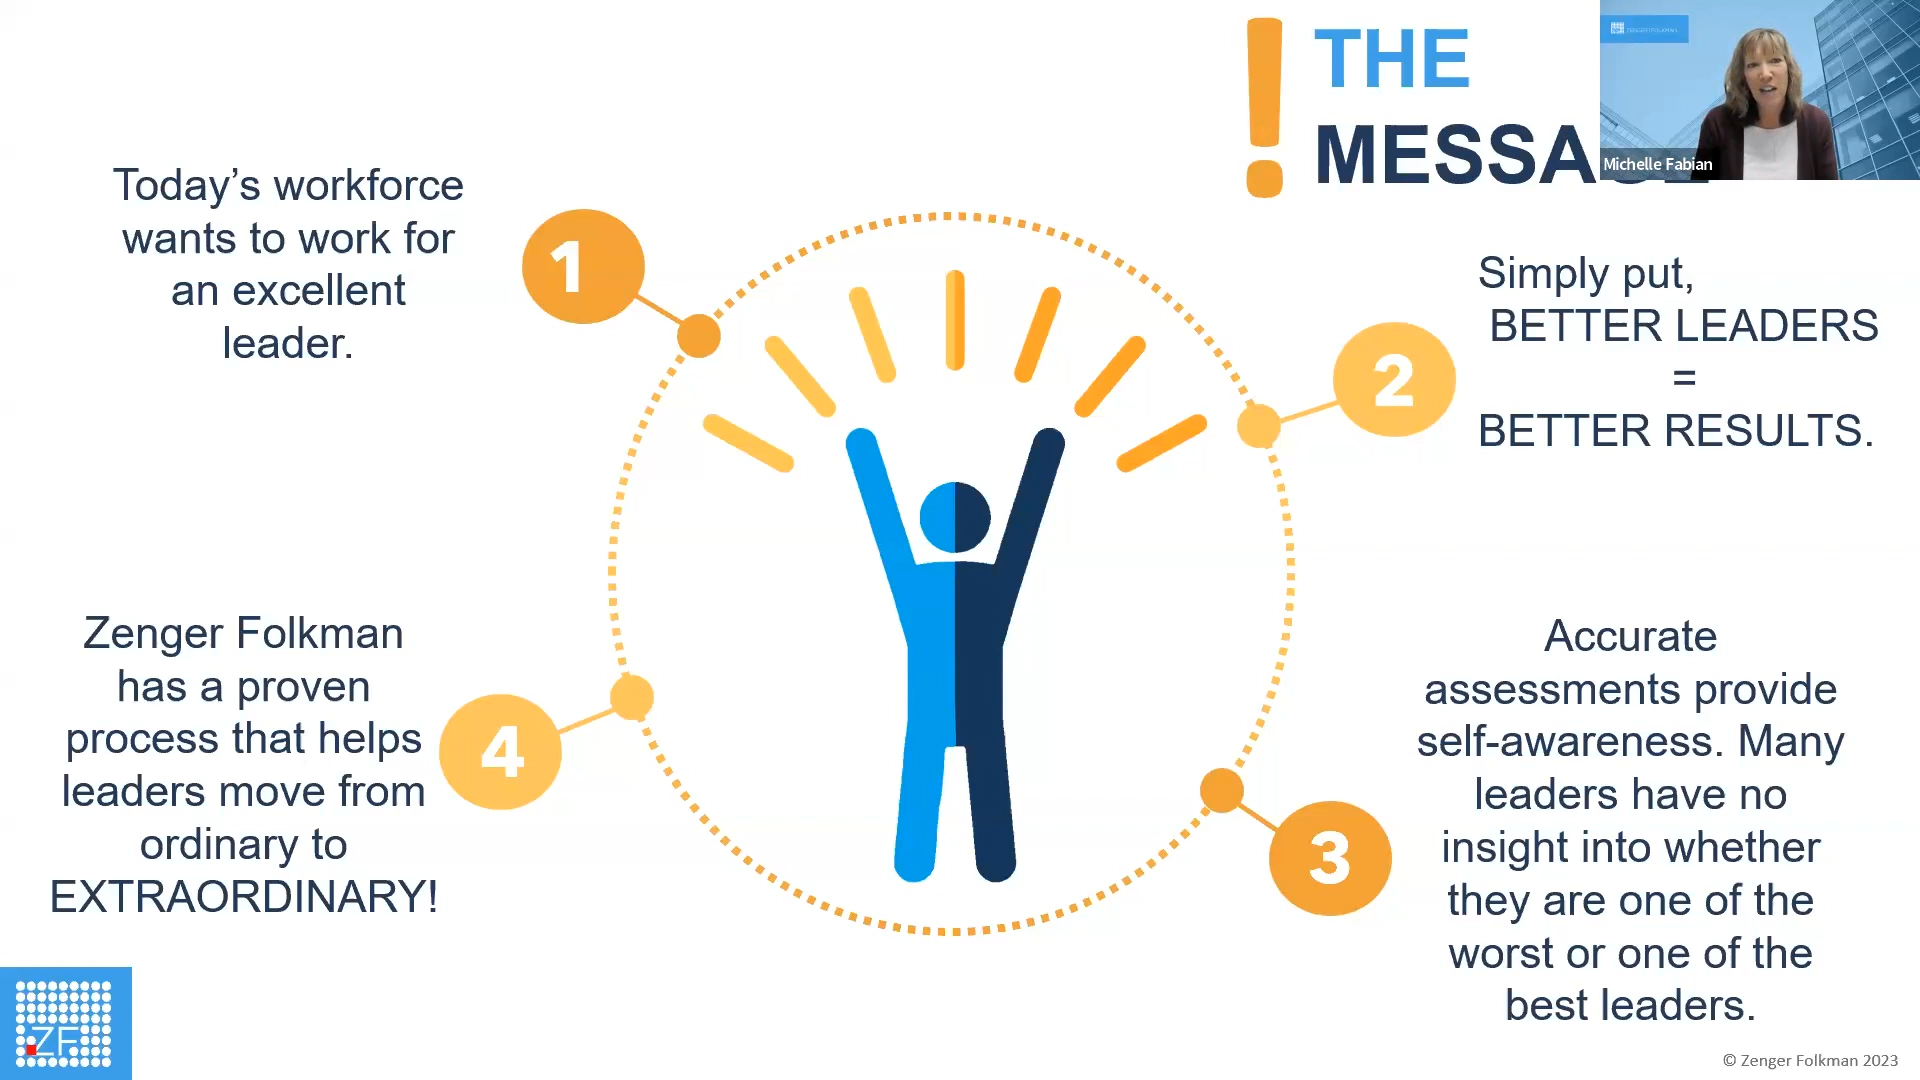 THE
MESSA
ZENGER FOLKMAN
Michelle Fabian
Today’s workforce
wants to work for
an excellent
leader.
1
Simply put,
BETTER LEADERS
=
BETTER RESULTS.
2
Accurate
assessments provide
self-awareness. Many
leaders have no
insight into whether
they are one of the
worst or one of the
best leaders.
3
Zenger Folkman
has a proven
process that helps
leaders move from
ordinary to
EXTRAORDINARY!
4
ZF
© Zenger Folkman 2023